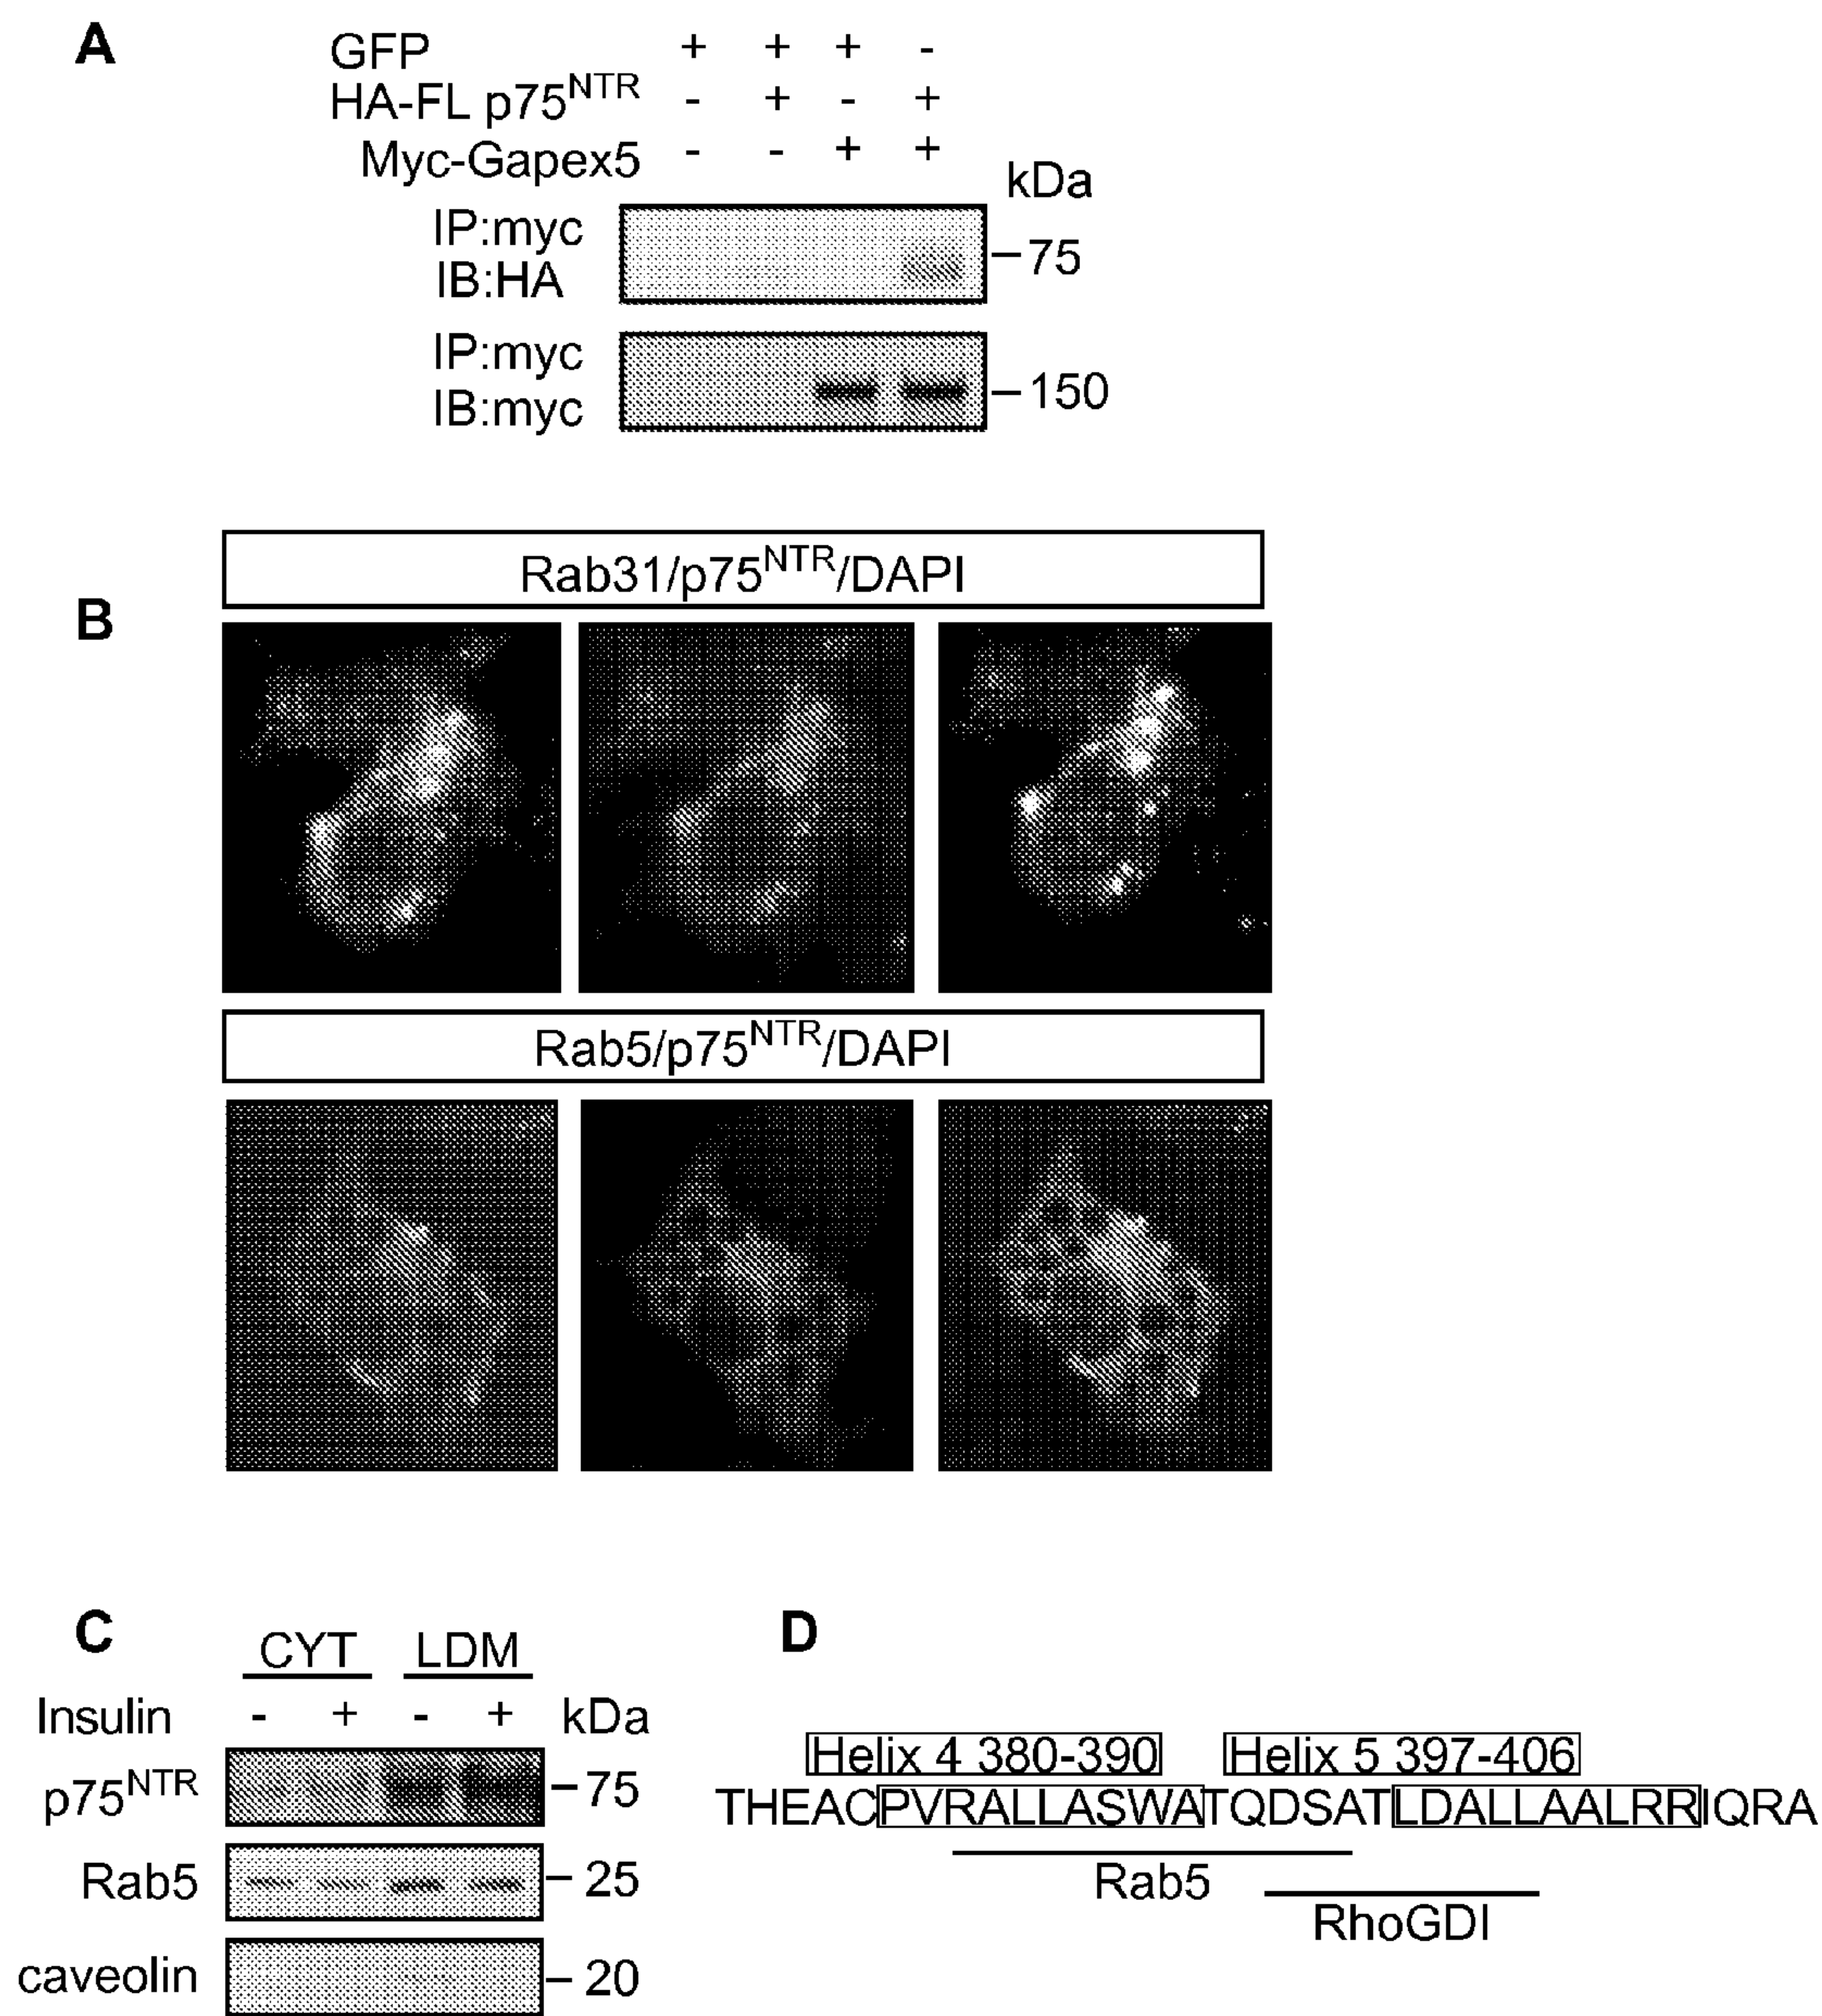 A
GFP + + + -
HA-FL p75NTR - + - +
Myc-Gapex5 - - + +
kDa
IP:myc
IB:HA
75
IP:myc
IB:myc
150
B
Rab31/p75NTR/DAPI
Rab5/p75NTR/DAPI
C
CYT LDM
Insulin - + - + kDa
p75NTR 75
Rab5 25
caveolin 20
D
Helix 4 380-390 Helix 5 397-406
THEACPVRALLASWATQDSATLDALLAALRRIQRA
Rab5
RhoGDI